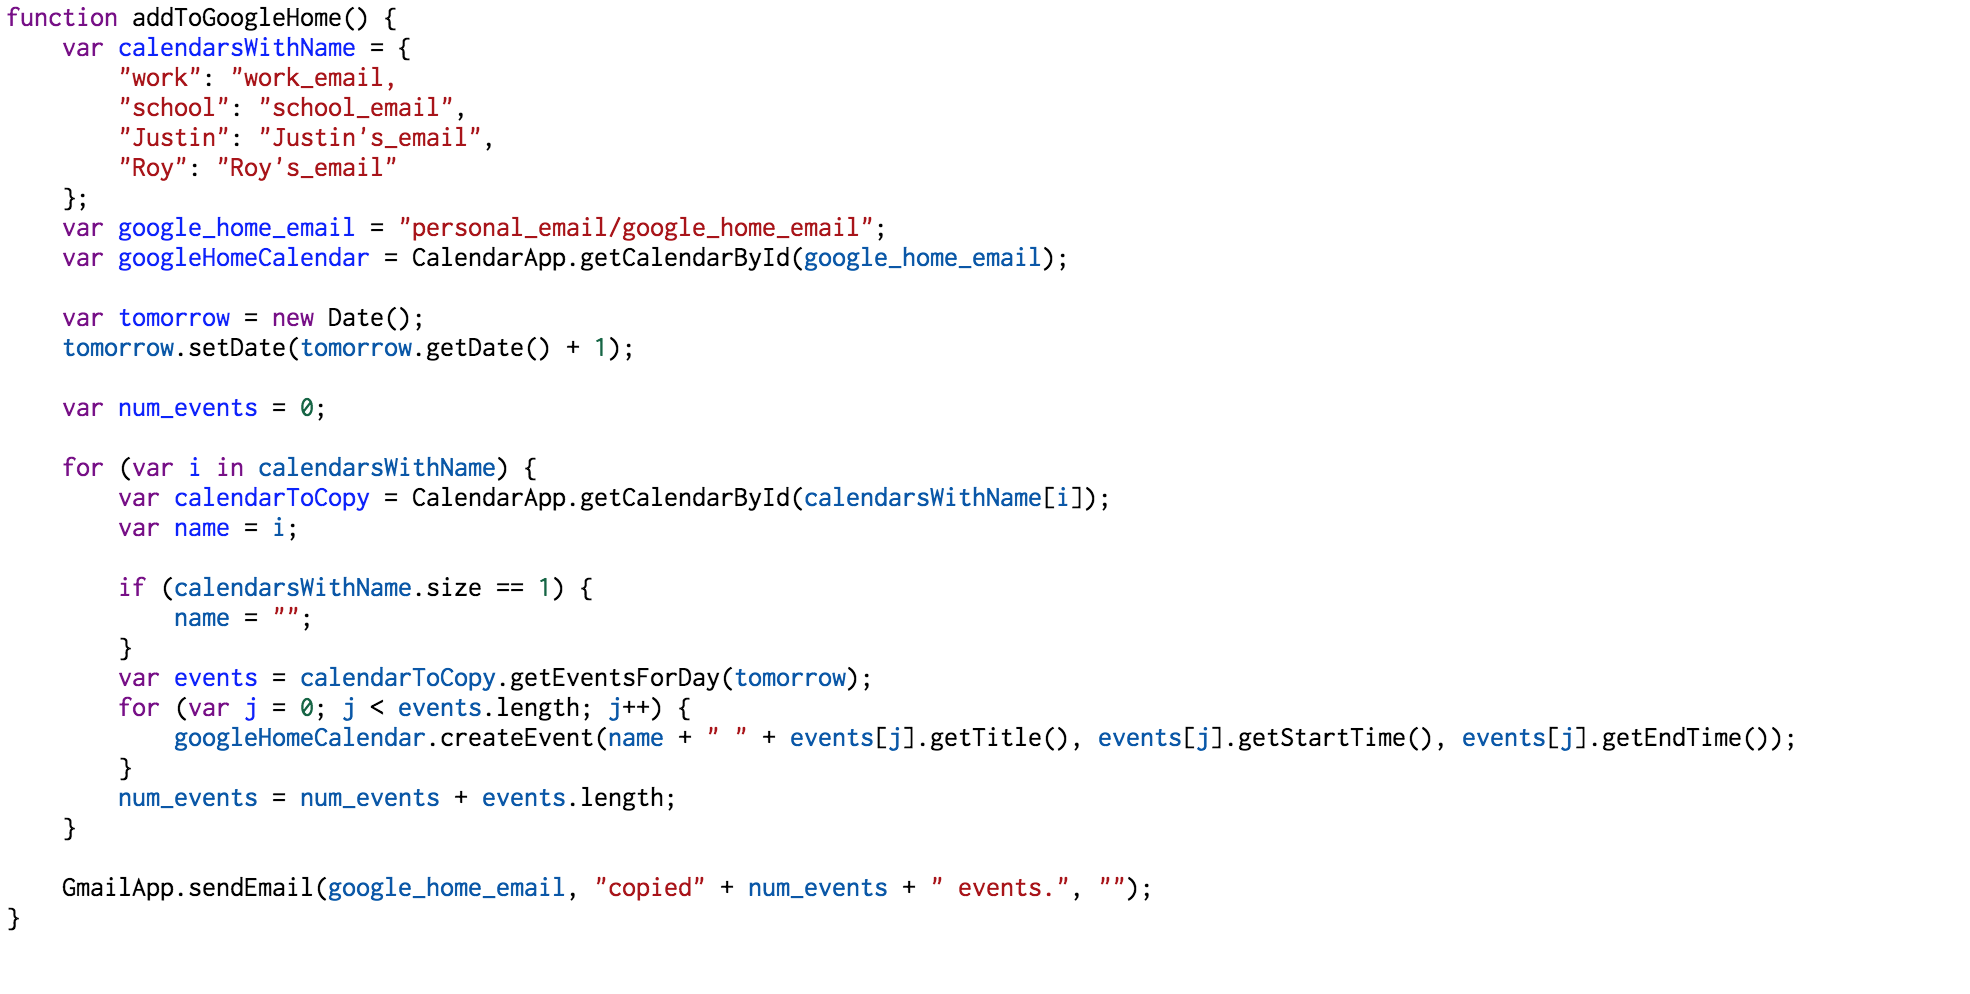 function addToGoogleHome() {
    var calendarsWithName = {
        "work": "work_email,
        "school": "school_email",
        "Justin": "Justin's_email",
        "Roy": "Roy's_email"
    };
    var google_home_email = "personal_email/google_home_email";
    var googleHomeCalendar = CalendarApp.getCalendarById(google_home_email);

    var tomorrow = new Date();
    tomorrow.setDate(tomorrow.getDate() + 1);

    var num_events = 0;

    for (var i in calendarsWithName) {
        var calendarToCopy = CalendarApp.getCalendarById(calendarsWithName[i]);
        var name = i;

        if (calendarsWithName.size == 1) {
            name = "";
        }
        var events = calendarToCopy.getEventsForDay(tomorrow);
        for (var j = 0; j < events.length; j++) {
            googleHomeCalendar.createEvent(name + " " + events[j].getTitle(), events[j].getStartTime(), events[j].getEndTime());
        }
        num_events = num_events + events.length;
    }

    GmailApp.sendEmail(google_home_email, "copied" + num_events + " events.", "");
}